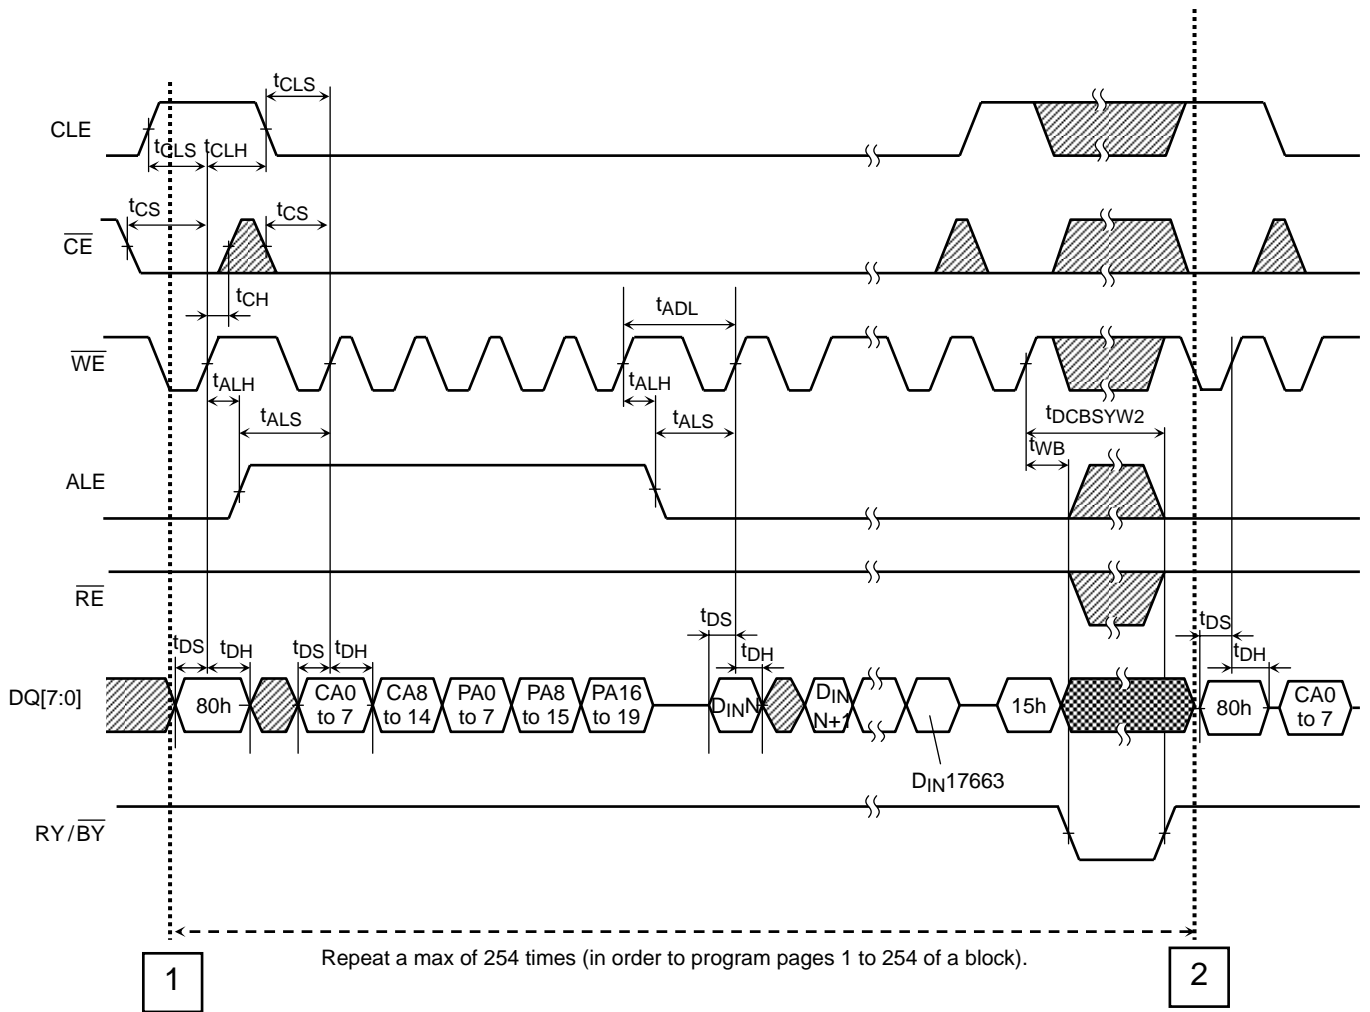 tCLS
CLE
tCLS tCLH
tCS tCS
CE
tCH
tADL
WE
tALH tALH
tDCBSYW2
tALS tALS
tWB
ALE
RE
tDS tDS
tDS tDH tDS tDH tDH tDH
DQ[7:0] 80h CA0 to 7 CA8 to 14 PA0 to 7 PA8 to 15 PA16 to 19 DINN DIN N+1 15h 80h CA0 to 7
DIN17663
RY/BY
Repeat a max of 254 times (in order to program pages 1 to 254 of a block).
1 2